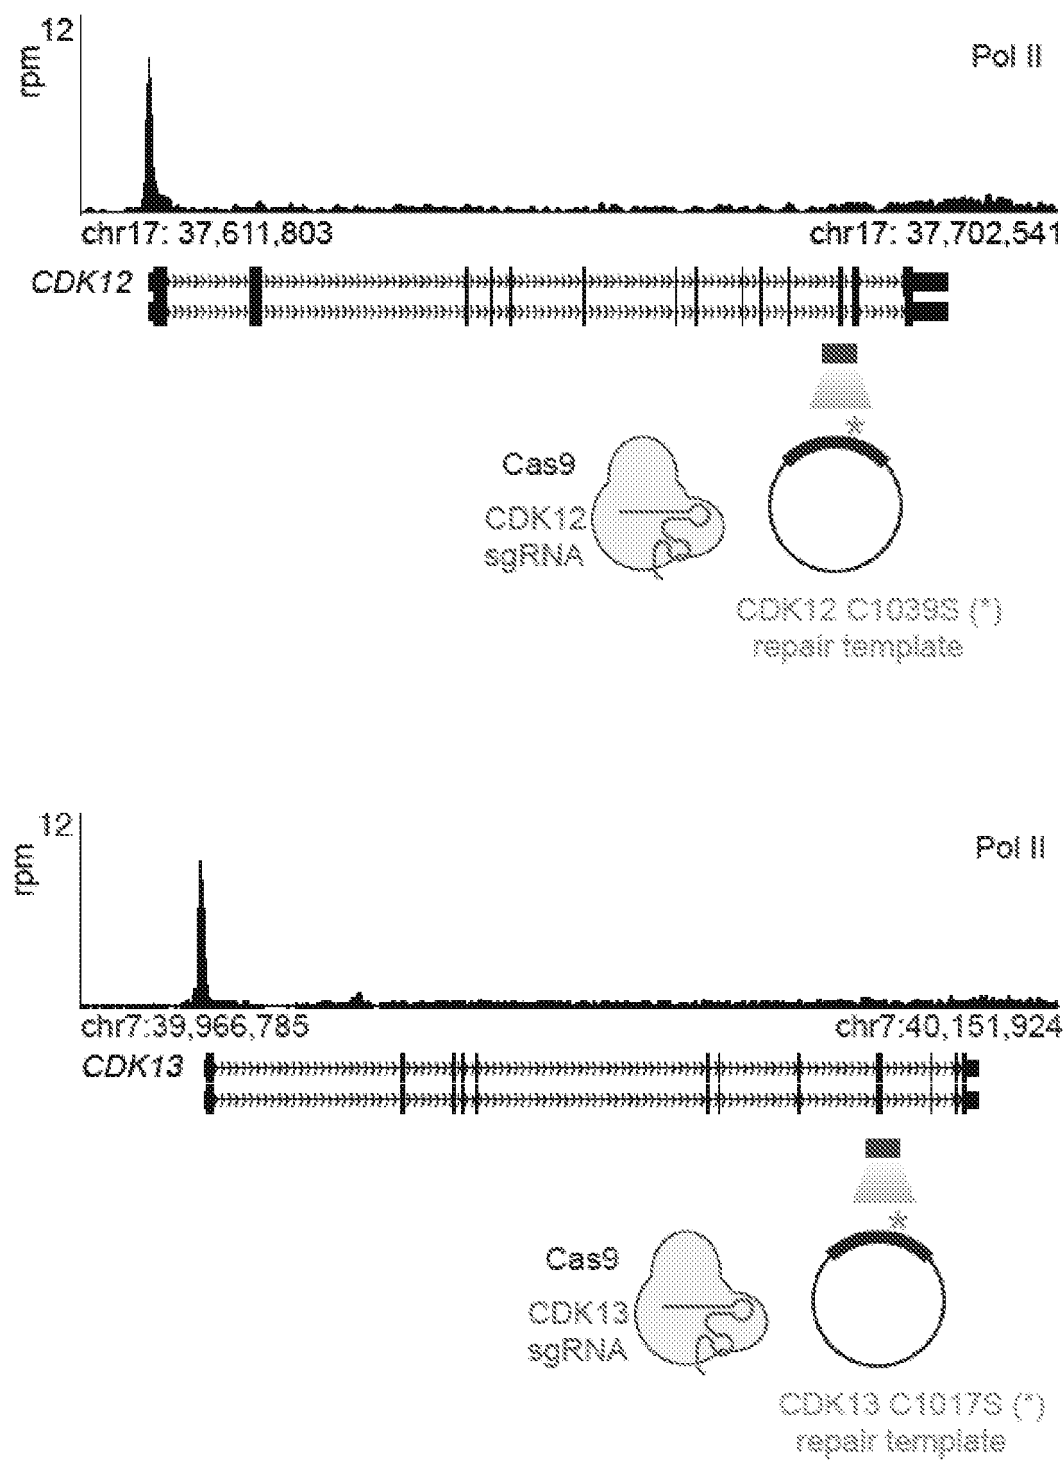 12
rpm
Pol II
chr17: 37,611,803
chr17: 37,702,541
CDK12
Cas9
CDK12
sgRNA
*
CDK12 C1039S (*)
repair template
12
rpm
Pol II
chr7:39,966,785
chr7:40,151,924
CDK13
Cas9
CDK13
sgRNA
*
CDK13 C1017S (*)
repair template